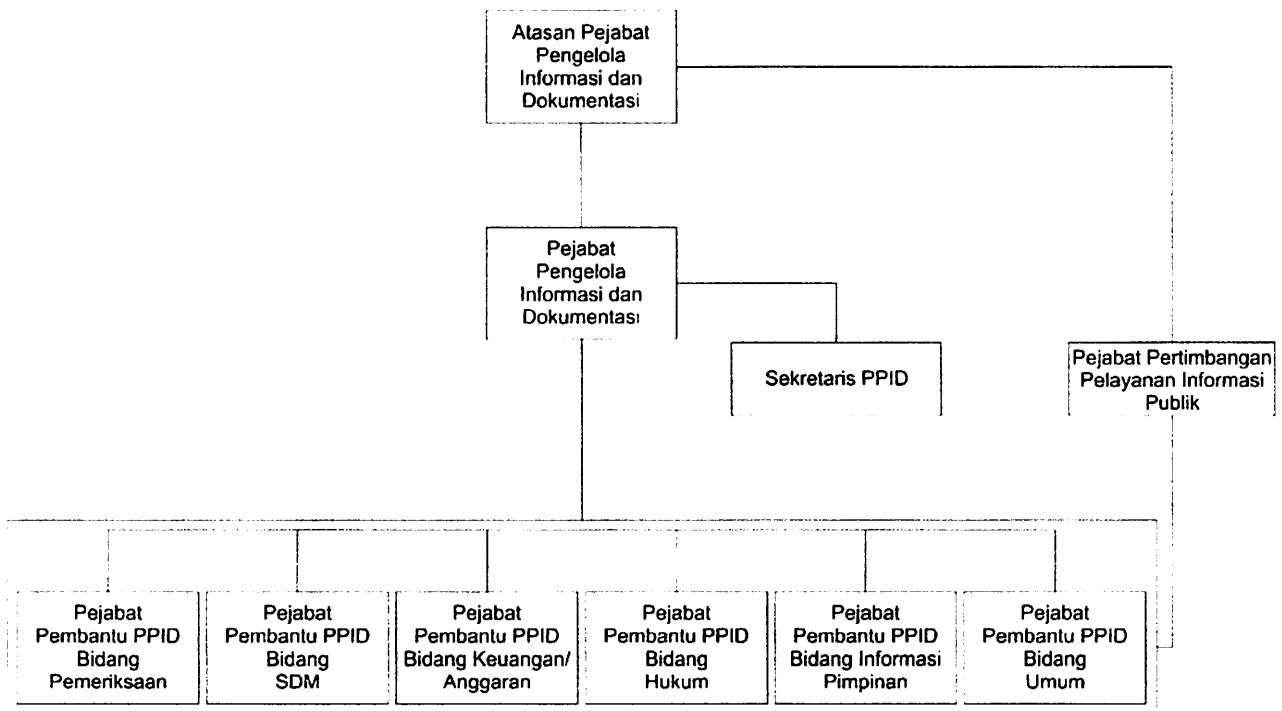 Atasan Pejabat
Pengelola
Informasi dan
Dokumentasi
Pejabat
Pengelola
Informasi dan
Dokumentasi
Sekretaris PPID
Pejabat Pertimbangan
Pelayanan Informasi
Publik
Pejabat
Pembantu PPID
Bidang
Pemeriksaan
Pejabat
Pembantu PPID
Bidang
SDM
Pejabat
Pembantu PPID
Bidang Keuangan/
Anggaran
Pejabat
Pembantu PPID
Bidang
Hukum
Pejabat
Pembantu PPID
Bidang Informasi
Pimpinan
Pejabat
Pembantu PPID
Bidang
Umum